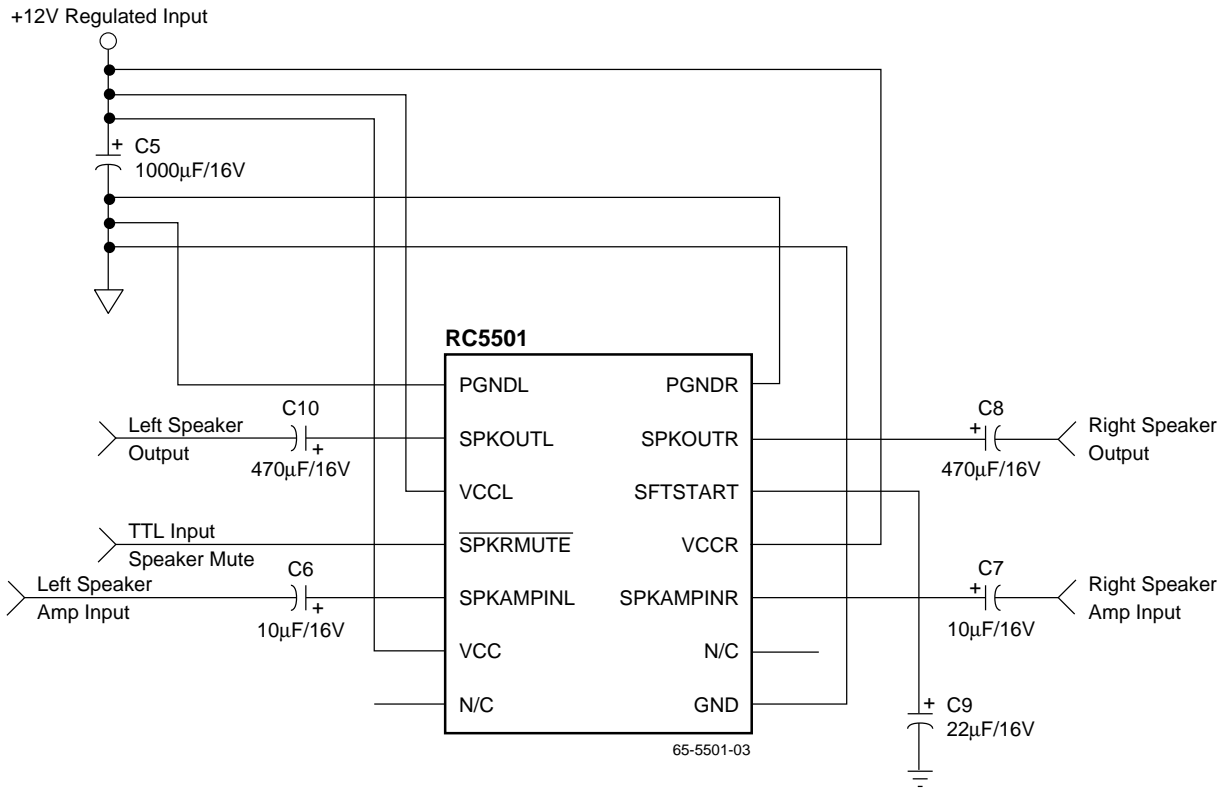 +12V Regulated Input
+ C5
1000μF/16V
RC5501
PGNDL
PGNDR
Left Speaker
Output
C10
+
470μF/16V
SPKOUTL
SPKOUTR
C8
+
470μF/16V
Right Speaker
Output
VCCL
SFTSTART
TTL Input
Speaker Mute
SPKRMUTE
VCCR
Left Speaker
Amp Input
C6
+
10μF/16V
SPKAMPINL
SPKAMPINR
C7
+
10μF/16V
Right Speaker
Amp Input
VCC
N/C
N/C
GND
+ C9
22μF/16V
65-5501-03